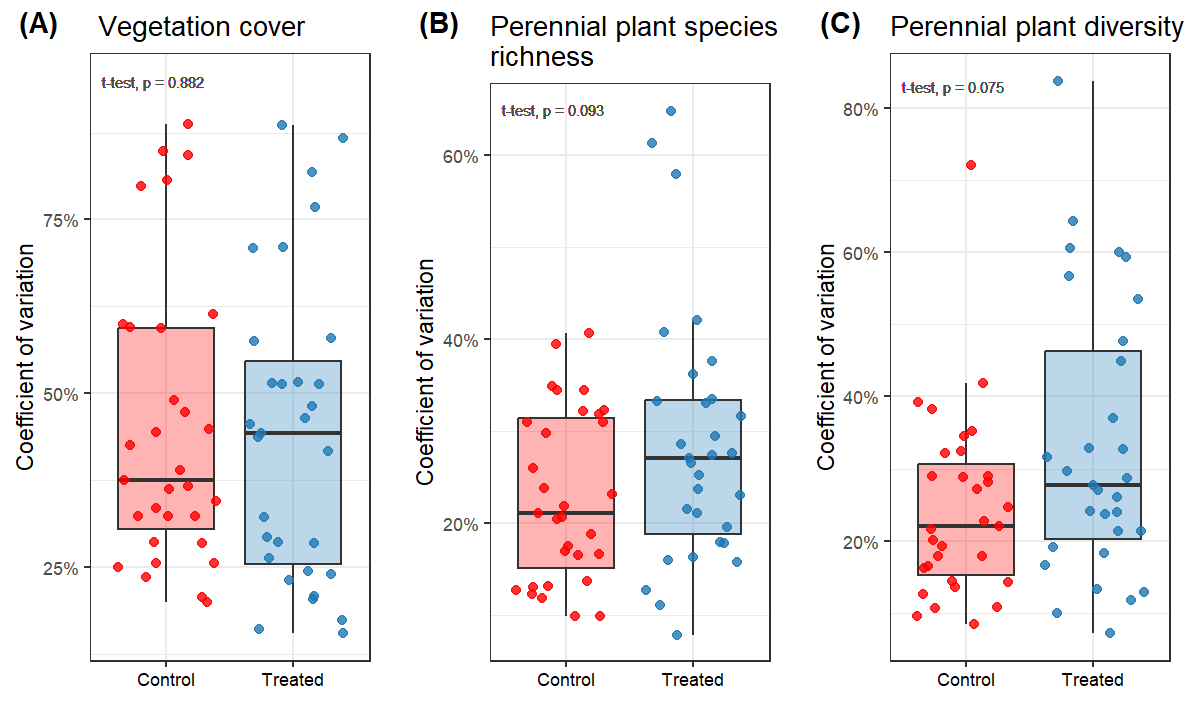 (A) Vegetation cover
t-test, p = 0.882
Coefficient of variation
75%
50%
25%
Control Treated
(B) Perennial plant species
richness
t-test, p = 0.093
Coefficient of variation
60%
40%
20%
Control Treated
(C) Perennial plant diversity
t-test, p = 0.075
Coefficient of variation
80%
60%
40%
20%
Control Treated